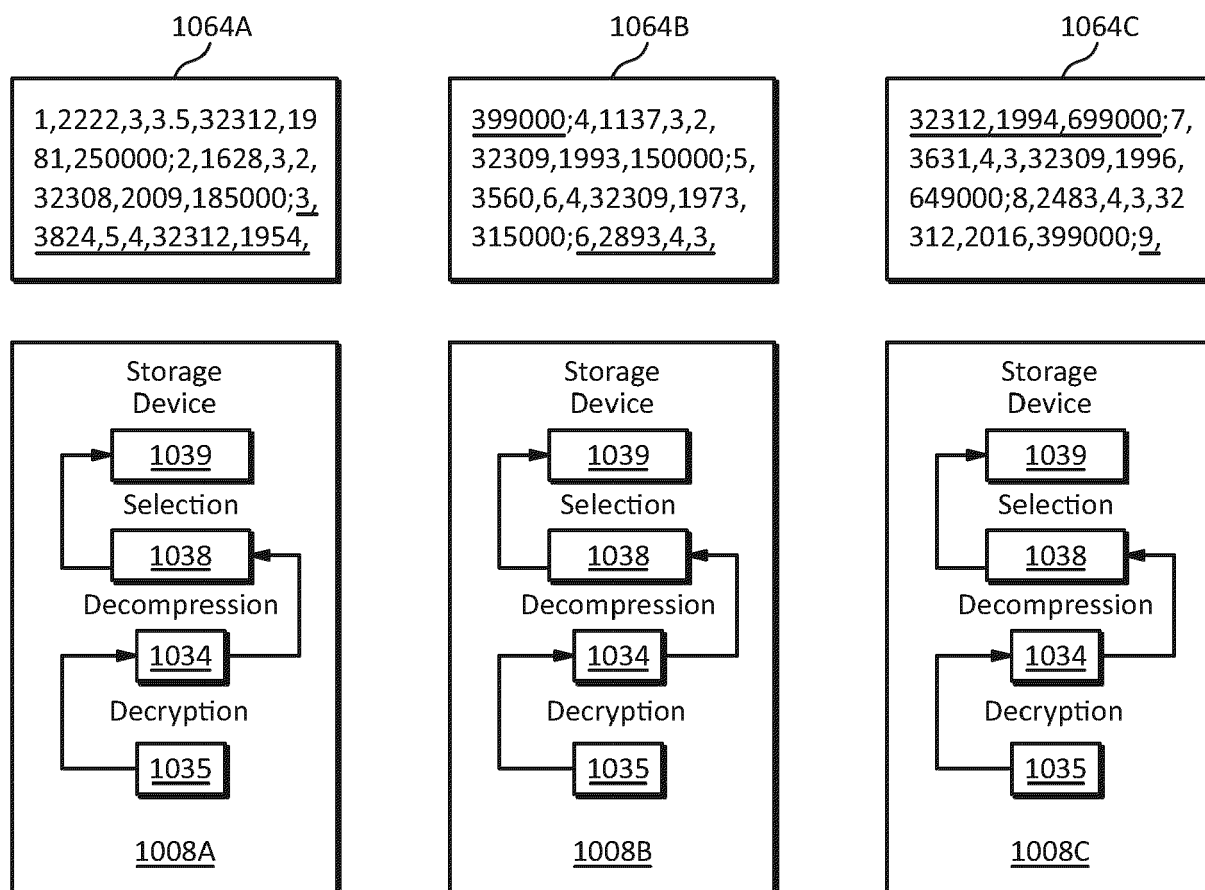 1064A
1,2222,3,3.5,32312,19
81,250000;2,1628,3,2,
32308,2009,185000;3,
3824,5,4,32312,1954,
1064B
399000;4,1137,3,2,
32309,1993,150000;5,
3560,6,4,32309,1973,
315000;6,2893,4,3,
1064C
32312,1994,699000;7,
3631,4,3,32309,1996,
649000;8,2483,4,3,32
312,2016,399000;9,
Storage
Device
1039
Selection
1038
Decompression
1034
Decryption
1035
1008A
Storage
Device
1039
Selection
1038
Decompression
1034
Decryption
1035
1008B
Storage
Device
1039
Selection
1038
Decompression
1034
Decryption
1035
1008C